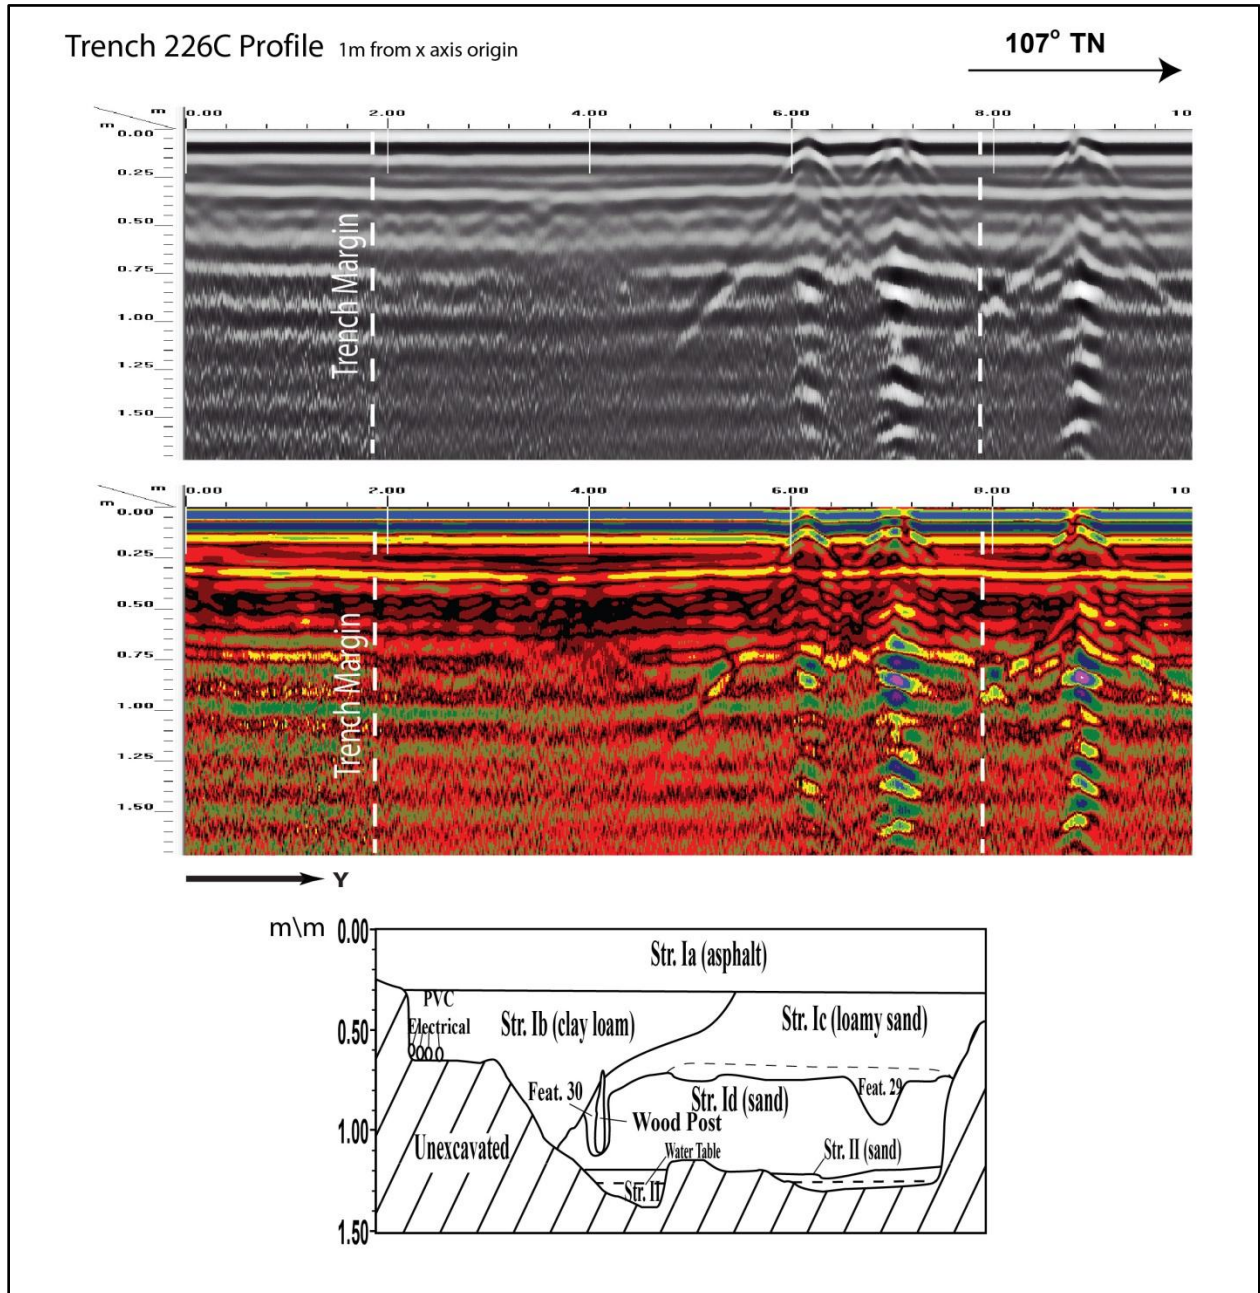 Trench 226C Profile 1m from x axis origin
107° TN
m m 0.00 2.00 4.00 6.00 8.00 10
0.00
0.25
0.50
0.75
1.00
1.25
1.50
Trench Margin
m m 0.00 2.00 4.00 6.00 8.00 10
0.00
0.25
0.50
0.75
1.00
1.25
1.50
Trench Margin
Y
m\m
0.00
0.50
1.00
1.50
Str. Ia (asphalt)
PVC
Electrical
Str. Ib (clay loam)
Str. Ic (loamy sand)
Feat. 30
Str. Id (sand)
Feat. 29
Wood Post
Unexcavated
Water Table
Str. II (sand)
Str. II